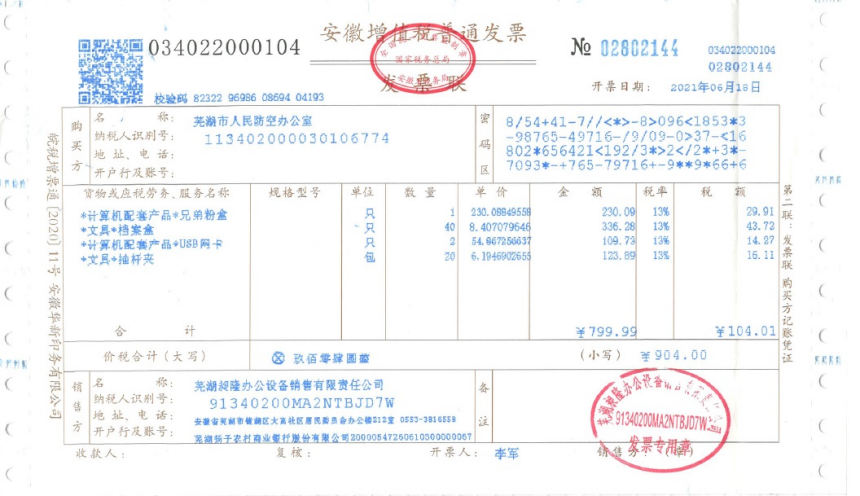 034022000104
安徽增值税普通发票
发票联
国家税务总局
№ 02802144
034022000104
02802144
开票日期: 2021年06月18日
校验码 82322 96986 08694 04193
购买方
名 称: 芜湖市人民防空办公室
纳税人识别号: 113402000030106774
地 址、电 话:
开户行及账号:
密码区
8/54+41-7//<*>-8>096<1853*3
-98765-49716-/9/09-0>37-<16
802*656421<192/3*>2</2*+3*-
7093*-+765-79716+-9**9*66+6
货物或应税劳务、服务名称 规格型号 单位 数 量 单 价 金 额 税率 税 额
*计算机配套产品*兄弟粉盒 只 1 230.08849558 230.09 13% 29.91
*文具*档案盒 只 40 8.407079646 336.28 13% 43.72
*计算机配套产品*USB网卡 只 2 54.867256637 109.73 13% 14.27
*文具*抽杆夹 包 20 6.1946902655 123.89 13% 16.11
合 计 ¥799.99 ¥104.01
价税合计(大写) ⊗ 玖佰零肆圆整 (小写) ¥904.00
销售方
名 称: 芜湖昶隆办公设备销售有限责任公司
纳税人识别号: 91340200MA2NTBJD7W
地 址、电 话: 安徽省芜湖市镜湖区大富社区居民委员会办公楼212室 0553-3816558
开户行及账号: 芜湖扬子农村商业银行股份有限公司20000547260610300000067
备注
收款人: 复核: 开票人: 李军 销售方:(章)
芜湖昶隆办公设备销售有限责任公司
91340200MA2NTBJD7W
发票专用章
第二联:发票联 购买方记账凭证
皖税增普通[2020]11号 安徽华新印务有限公司